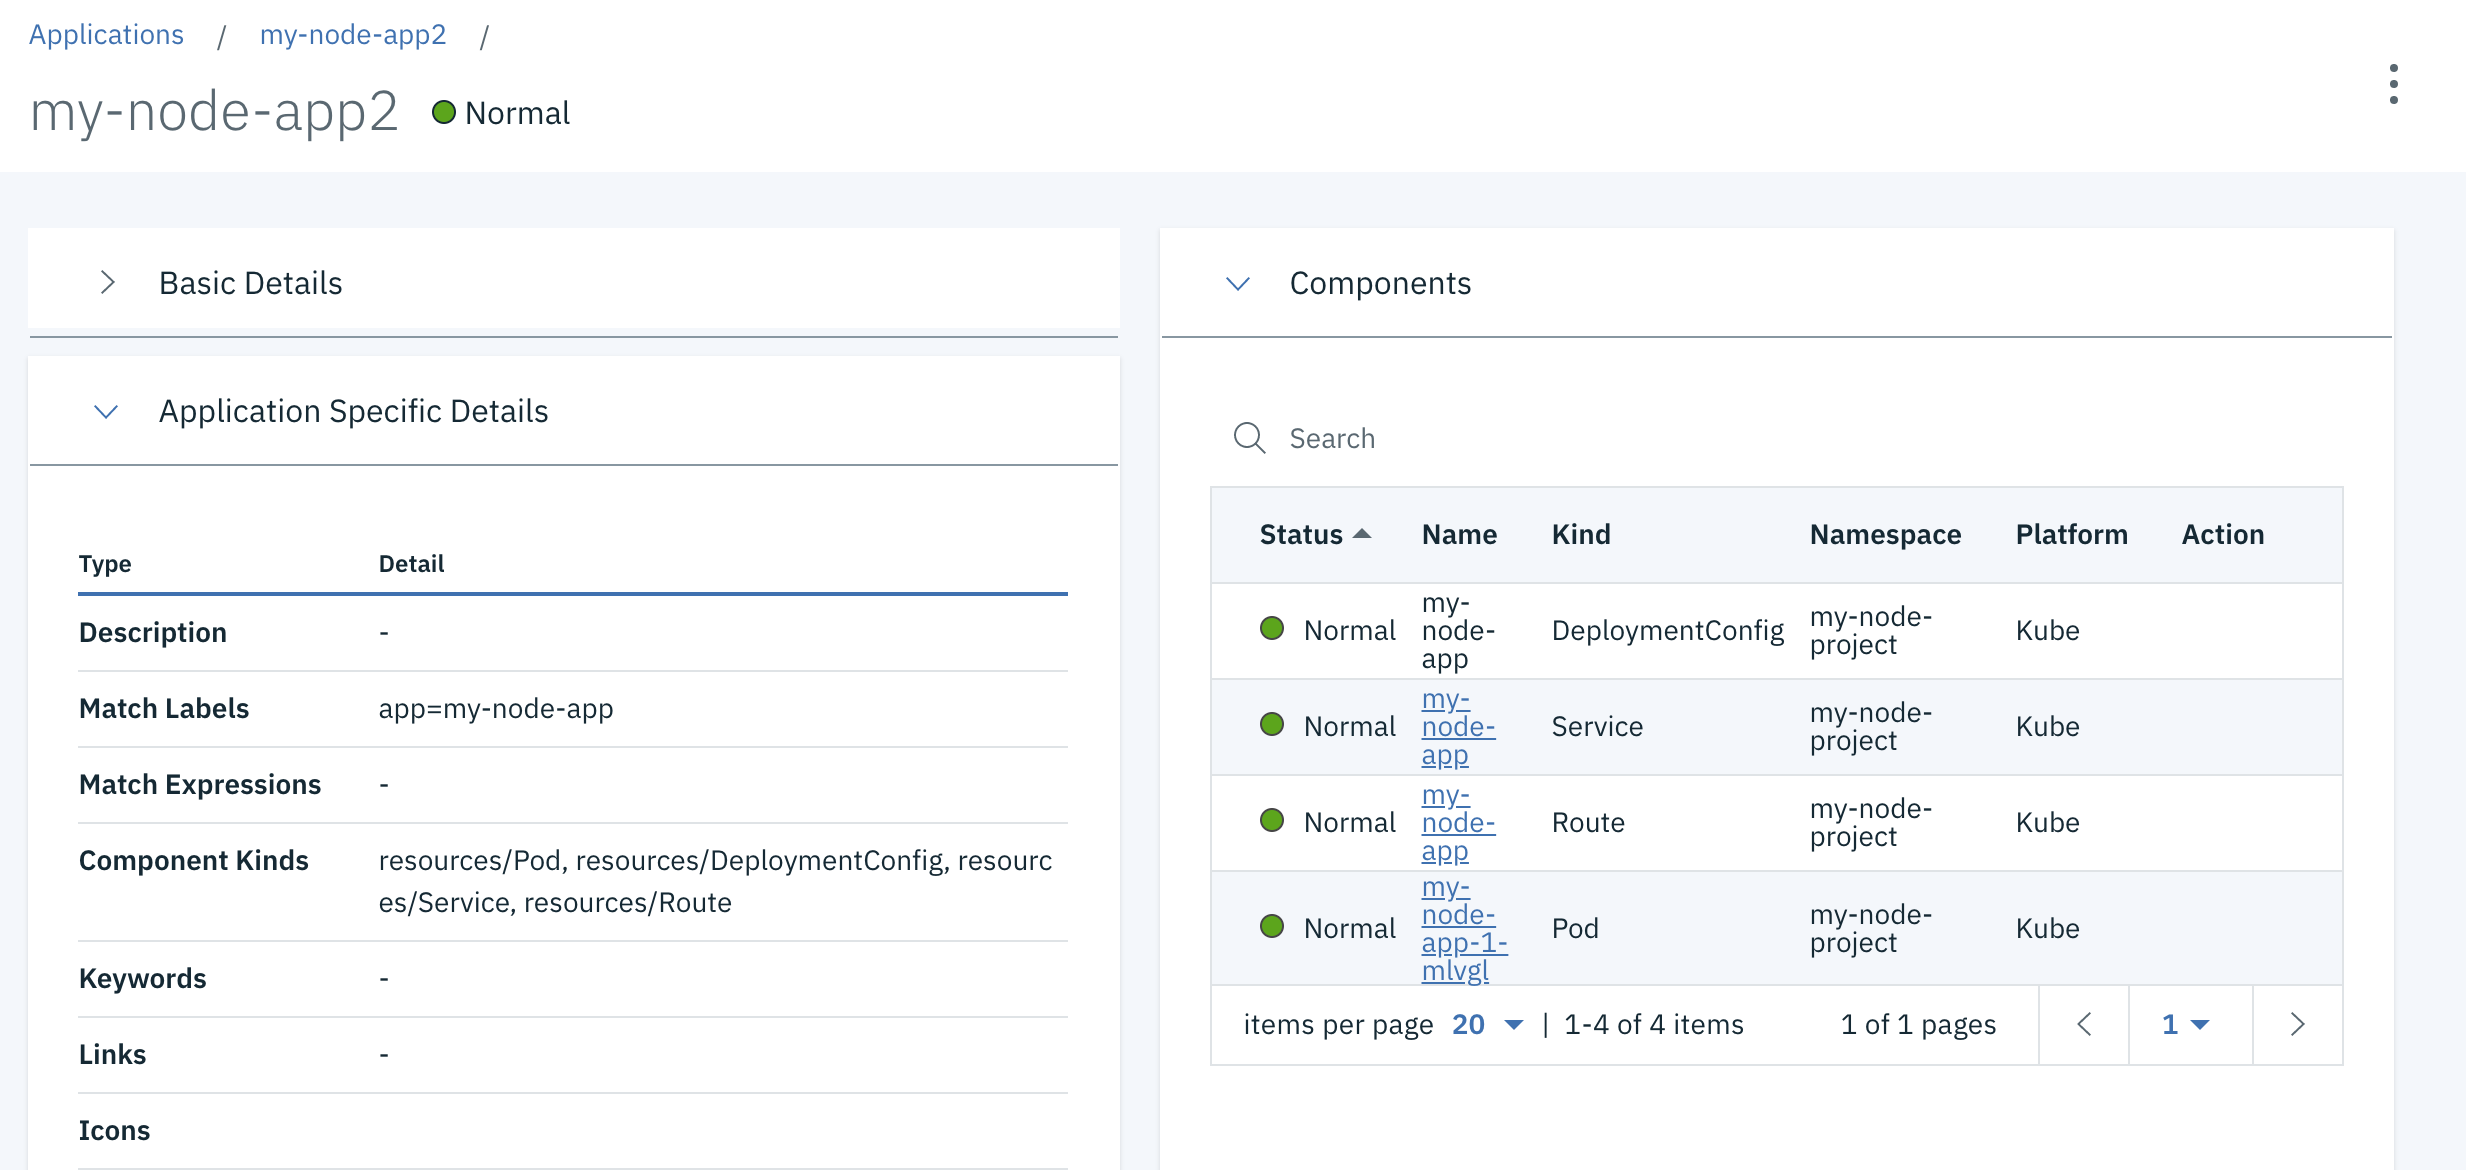 Applications / my-node-app2 /
my-node-app2 Normal
Basic Details
Application Specific Details
Type Detail
Description -
Match Labels app=my-node-app
Match Expressions -
Component Kinds resources/Pod, resources/DeploymentConfig, resourc
es/Service, resources/Route
Keywords -
Links -
Icons
Components
Search
Status Name Kind Namespace Platform Action
Normal my-node-app DeploymentConfig my-node-project Kube
Normal my-node-app Service my-node-project Kube
Normal my-node-app Route my-node-project Kube
Normal my-node-app-1-mlvgl Pod my-node-project Kube
items per page 20 | 1-4 of 4 items 1 of 1 pages 1